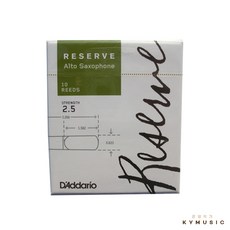 RESERVE
Alto Saxophone
10
REEDS
STRENGTH
2.5
D'Addario
Reserve
KYMUSIC